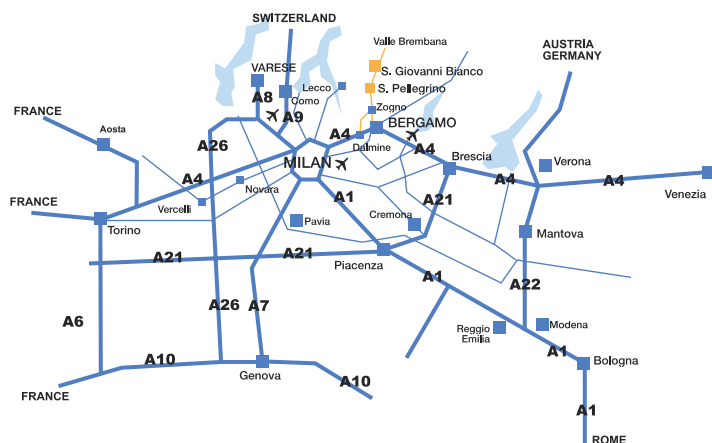 SWITZERLAND
Valle Brembana
AUSTRIA
GERMANY
VARESE
S. Giovanni Bianco
Lecco
Como
S. Pellegrino
A8
A9
Zogno
FRANCE
BERGAMO
Aosta
A26
A4
Dalmine
MILAN
Brescia
Verona
A4
A4
A4
Venezia
Novara
Vercelli
A1
A21
FRANCE
Torino
Pavia
Cremona
Mantova
A21
A21
Piacenza
A1
A22
A6
A26
A7
Reggio
Emilia
Modena
A10
Genova
A1
Bologna
FRANCE
A10
A1
ROME